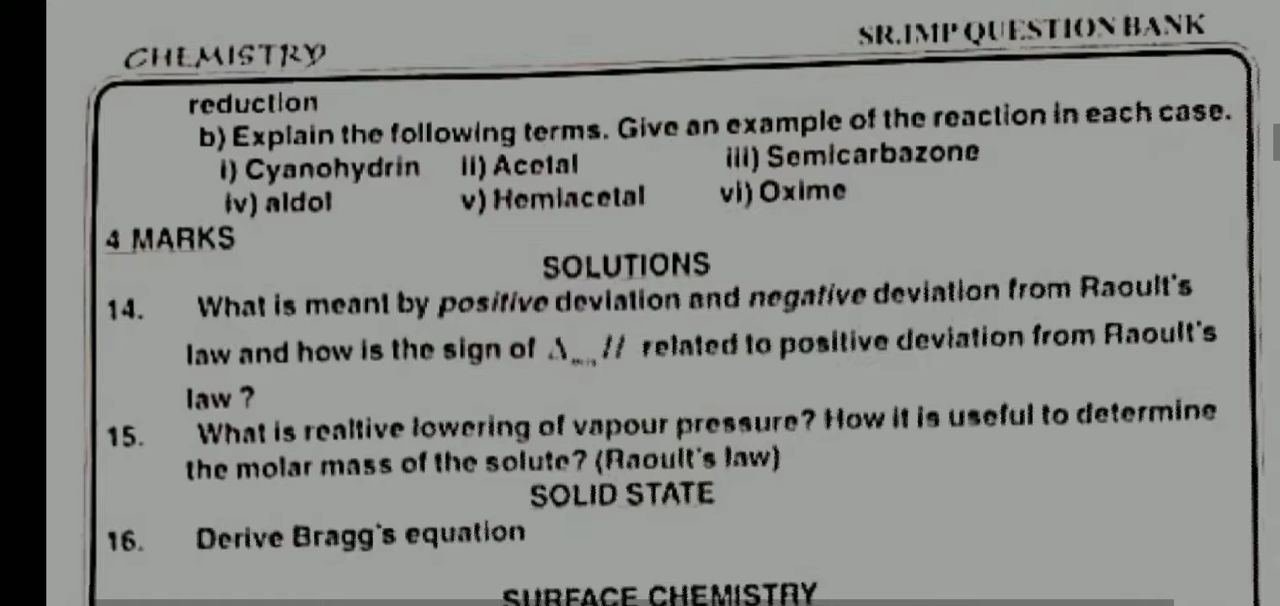 CHEMISTRY
SR.IMP QUESTION BANK
reduction
b) Explain the following terms. Give an example of the reaction in each case.
i) Cyanohydrin ii) Acetal iii) Semicarbazone
iv) aldol v) Hemiacetal vi) Oxime
4 MARKS
SOLUTIONS
14. What is meant by positive deviation and negative deviation from Raoult's
law and how is the sign of related to positive deviation from Raoult's
law ?
15. What is realtive lowering of vapour pressure? How it is useful to determine
the molar mass of the solute? (Raoult's law)
SOLID STATE
16. Derive Bragg's equation
SURFACE CHEMISTRY